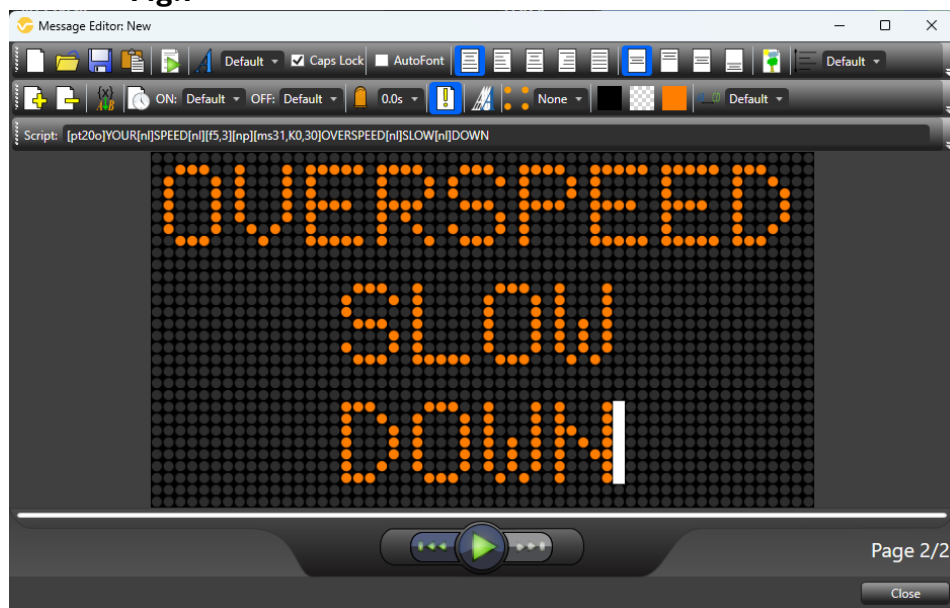 Message Editor: New
Default Caps Lock AutoFont Default
ON: Default OFF: Default 0.0s None Default
Script: [pt20o]YOUR[nl]SPEED[nl][f5,3][np][ms31,K0,30]OVERSPEED[nl]SLOW[nl]DOWN
OVERSPEED
SLOW
DOWN
Page 2/2
Close